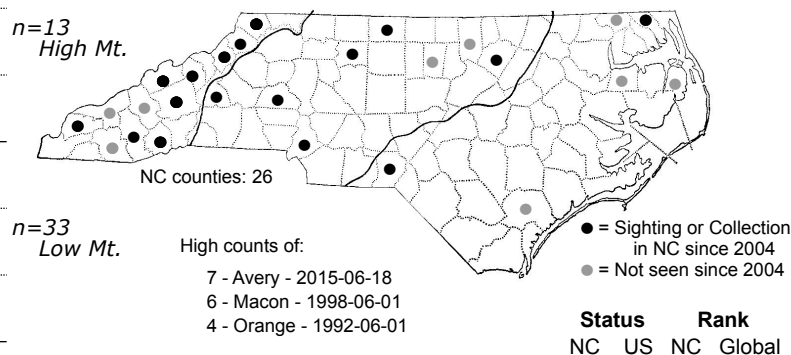 n=13
High Mt.
NC counties: 26
n=33
Low Mt.
High counts of:
7 - Avery - 2015-06-18
6 - Macon - 1998-06-01
4 - Orange - 1992-06-01
= Sighting or Collection
in NC since 2004
= Not seen since 2004
Status Rank
NC US NC Global